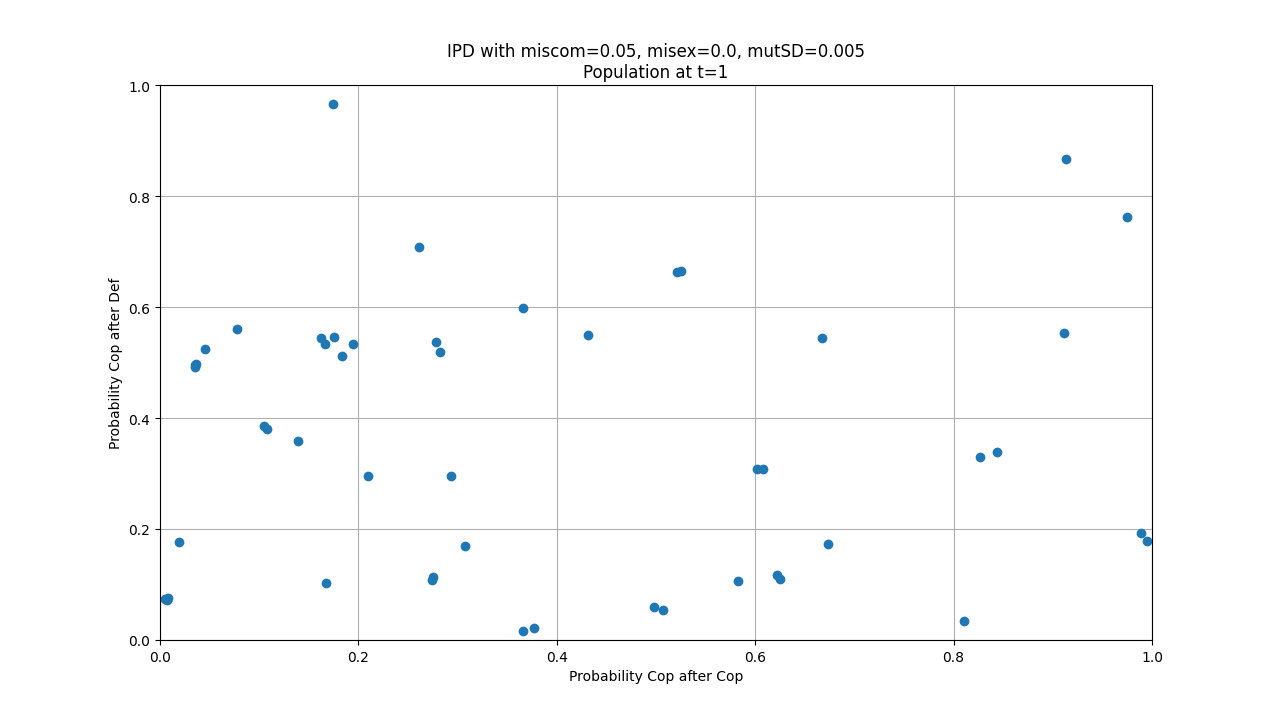 IPD with miscom=0.05, misex=0.0, mutSD=0.005
Population at t=1
1.0
0.8
0.6
0.4
0.2
0.0
Probability Cop after Def
0.0 0.2 0.4 0.6 0.8 1.0
Probability Cop after Cop